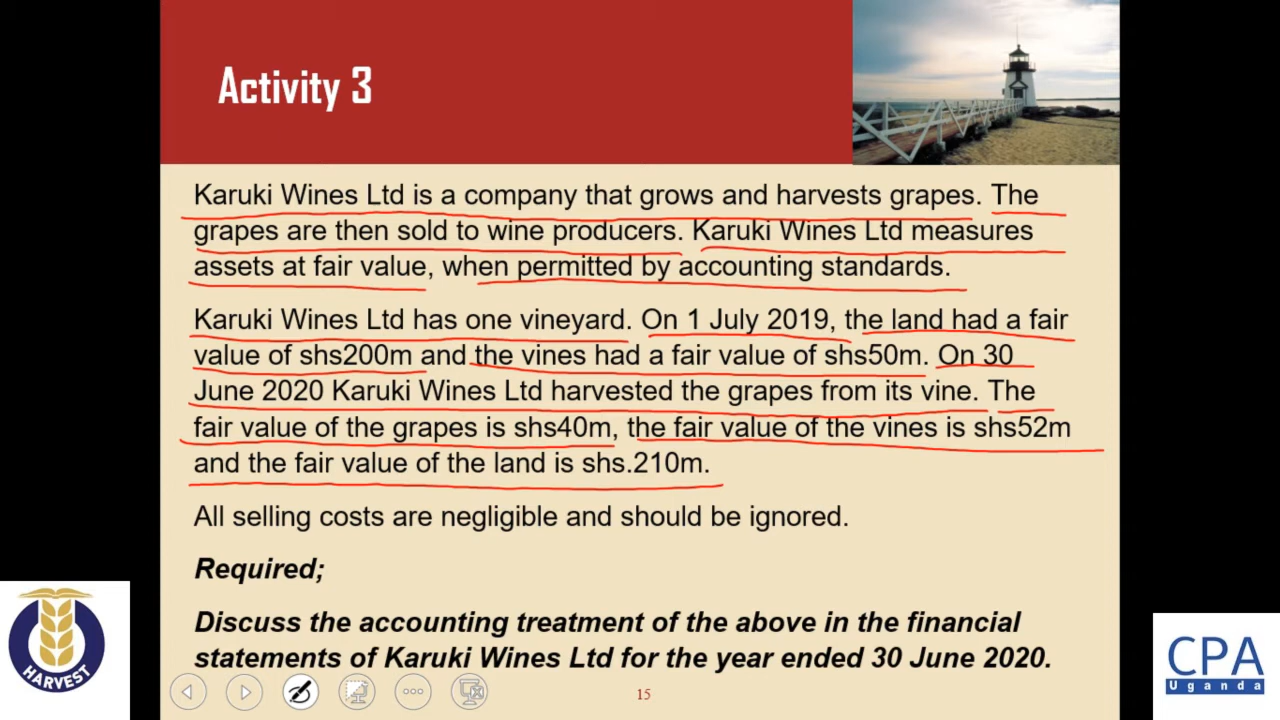 Activity 3
Karuki Wines Ltd is a company that grows and harvests grapes. The
grapes are then sold to wine producers. Karuki Wines Ltd measures
assets at fair value, when permitted by accounting standards.
Karuki Wines Ltd has one vineyard. On 1 July 2019, the land had a fair
value of shs200m and the vines had a fair value of shs50m. On 30
June 2020 Karuki Wines Ltd harvested the grapes from its vine. The
fair value of the grapes is shs40m, the fair value of the vines is shs52m
and the fair value of the land is shs.210m.
All selling costs are negligible and should be ignored.
Required;
Discuss the accounting treatment of the above in the financial
statements of Karuki Wines Ltd for the year ended 30 June 2020.
HARVEST
15
CPA
Uganda